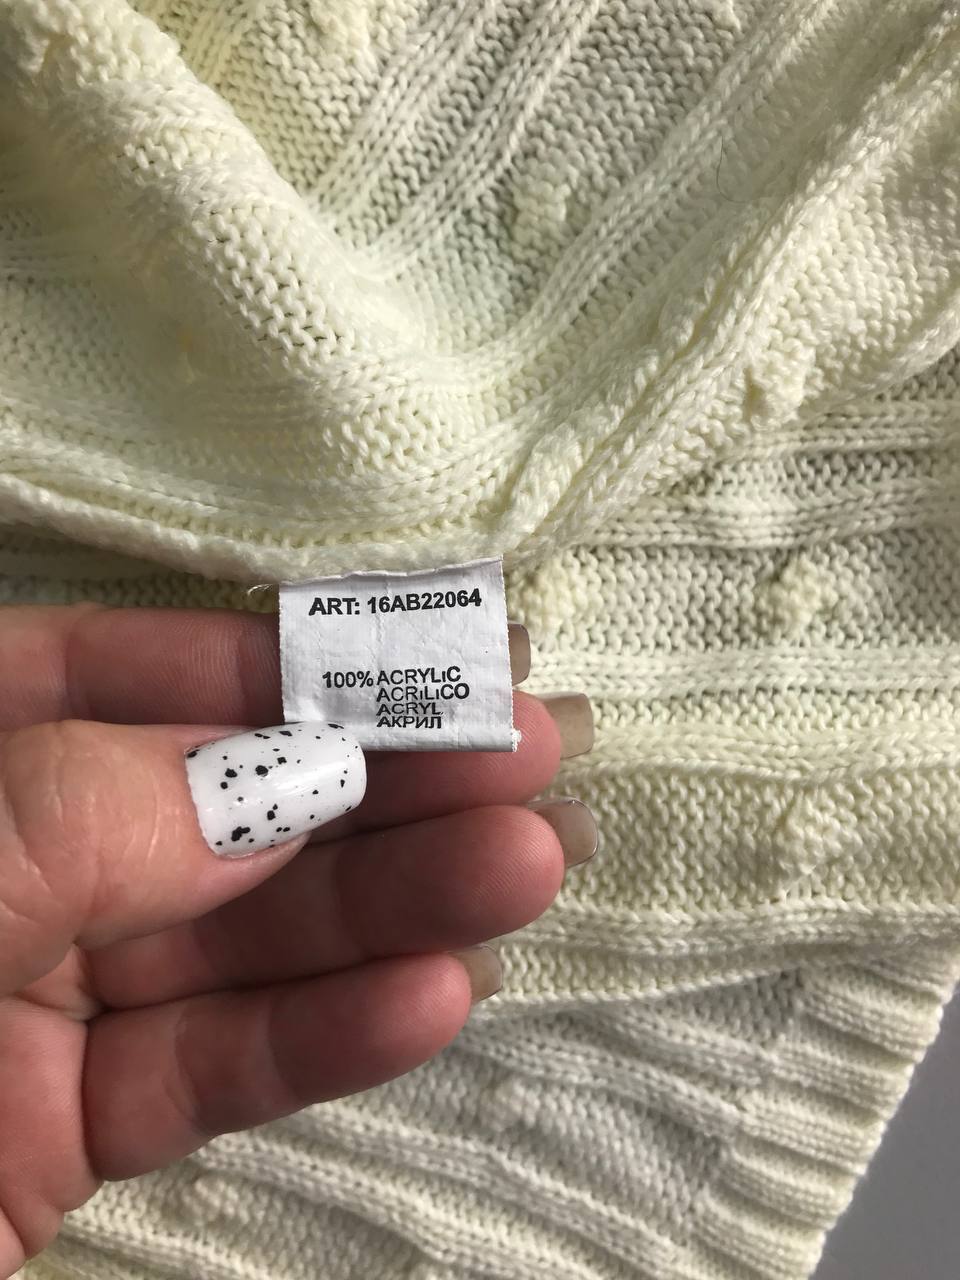 ART: 16AB22064
100% ACRYLIC
ACRILICO
ACRYL
АКРИЛ